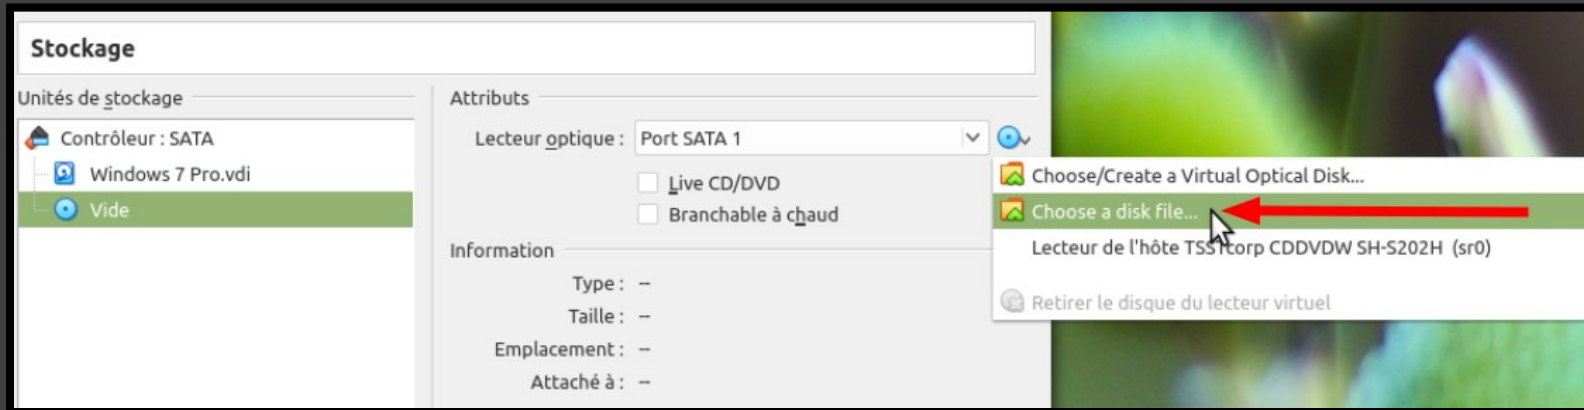 Stockage
Unités de stockage
Contrôleur : SATA
Windows 7 Pro.vdi
Vide
Attributs
Lecteur optique : Port SATA 1
Live CD/DVD
Branchable à chaud
Information
Type : --
Taille : --
Emplacement : --
Attaché à : --
Choose/Create a Virtual Optical Disk...
Choose a disk file...
Lecteur de l'hôte TSSTcorp CDDVDW SH-S202H (sr0)
Retirer le disque du lecteur virtuel